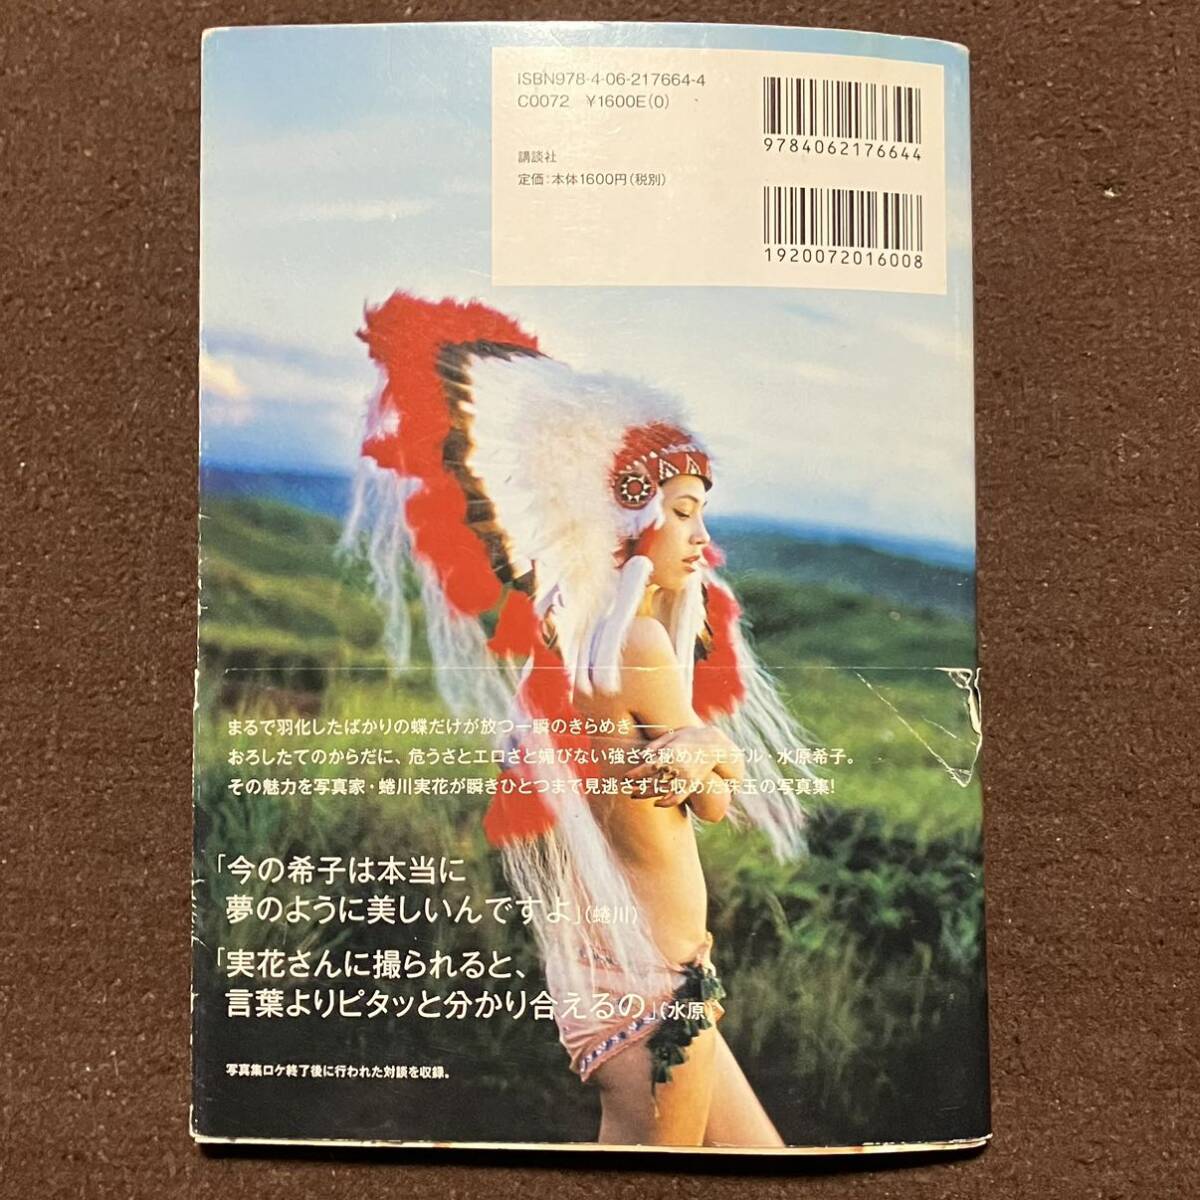 ISBN978-4-06-217664-4
C0072 ¥1600E(0)
講談社
定価:本体1600円(税別)
9784062176644
1920072016008
まるで羽化したばかりの蝶だけが放つ一瞬のきらめき――。
おろしたてのからだに、危うさとエロさと媚びない強さを秘めたモデル・水原希子。
その魅力を写真家・蜷川実花が瞬きひとつまで見逃さずに収めた珠玉の写真集!
「今の希子は本当に
夢のように美しいんですよ」(蜷川)
「実花さんに撮られると、
言葉よりピタッと分かり合えるの」(水原)
写真集ロケ終了後に行われた対談を収録。